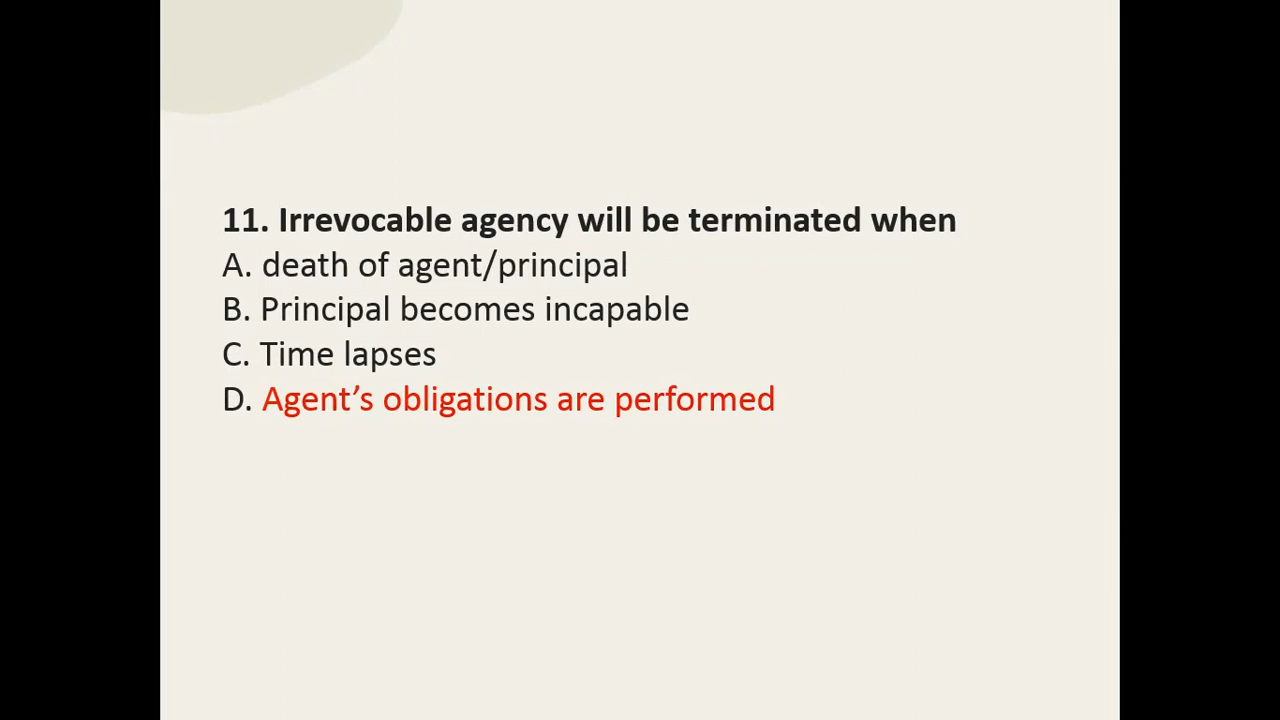 11. Irrevocable agency will be terminated when
A. death of agent/principal
B. Principal becomes incapable
C. Time lapses
D. Agent’s obligations are performed